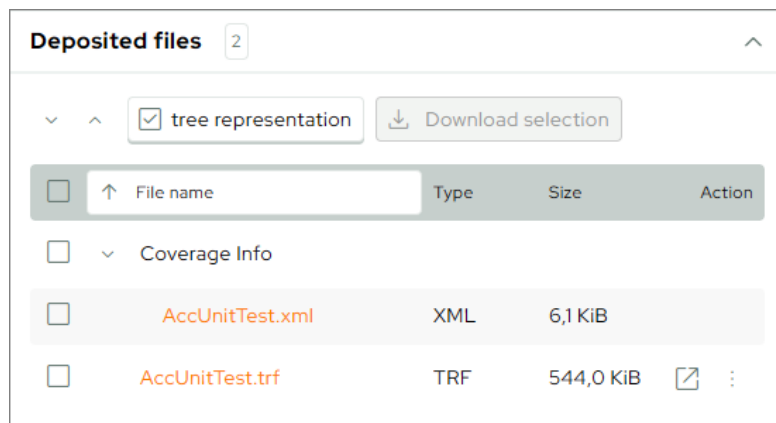 Deposited files 2
tree representation Download selection
File name Type Size Action
Coverage Info
AccUnitTest.xml XML 6,1 KiB
AccUnitTest.trf TRF 544,0 KiB